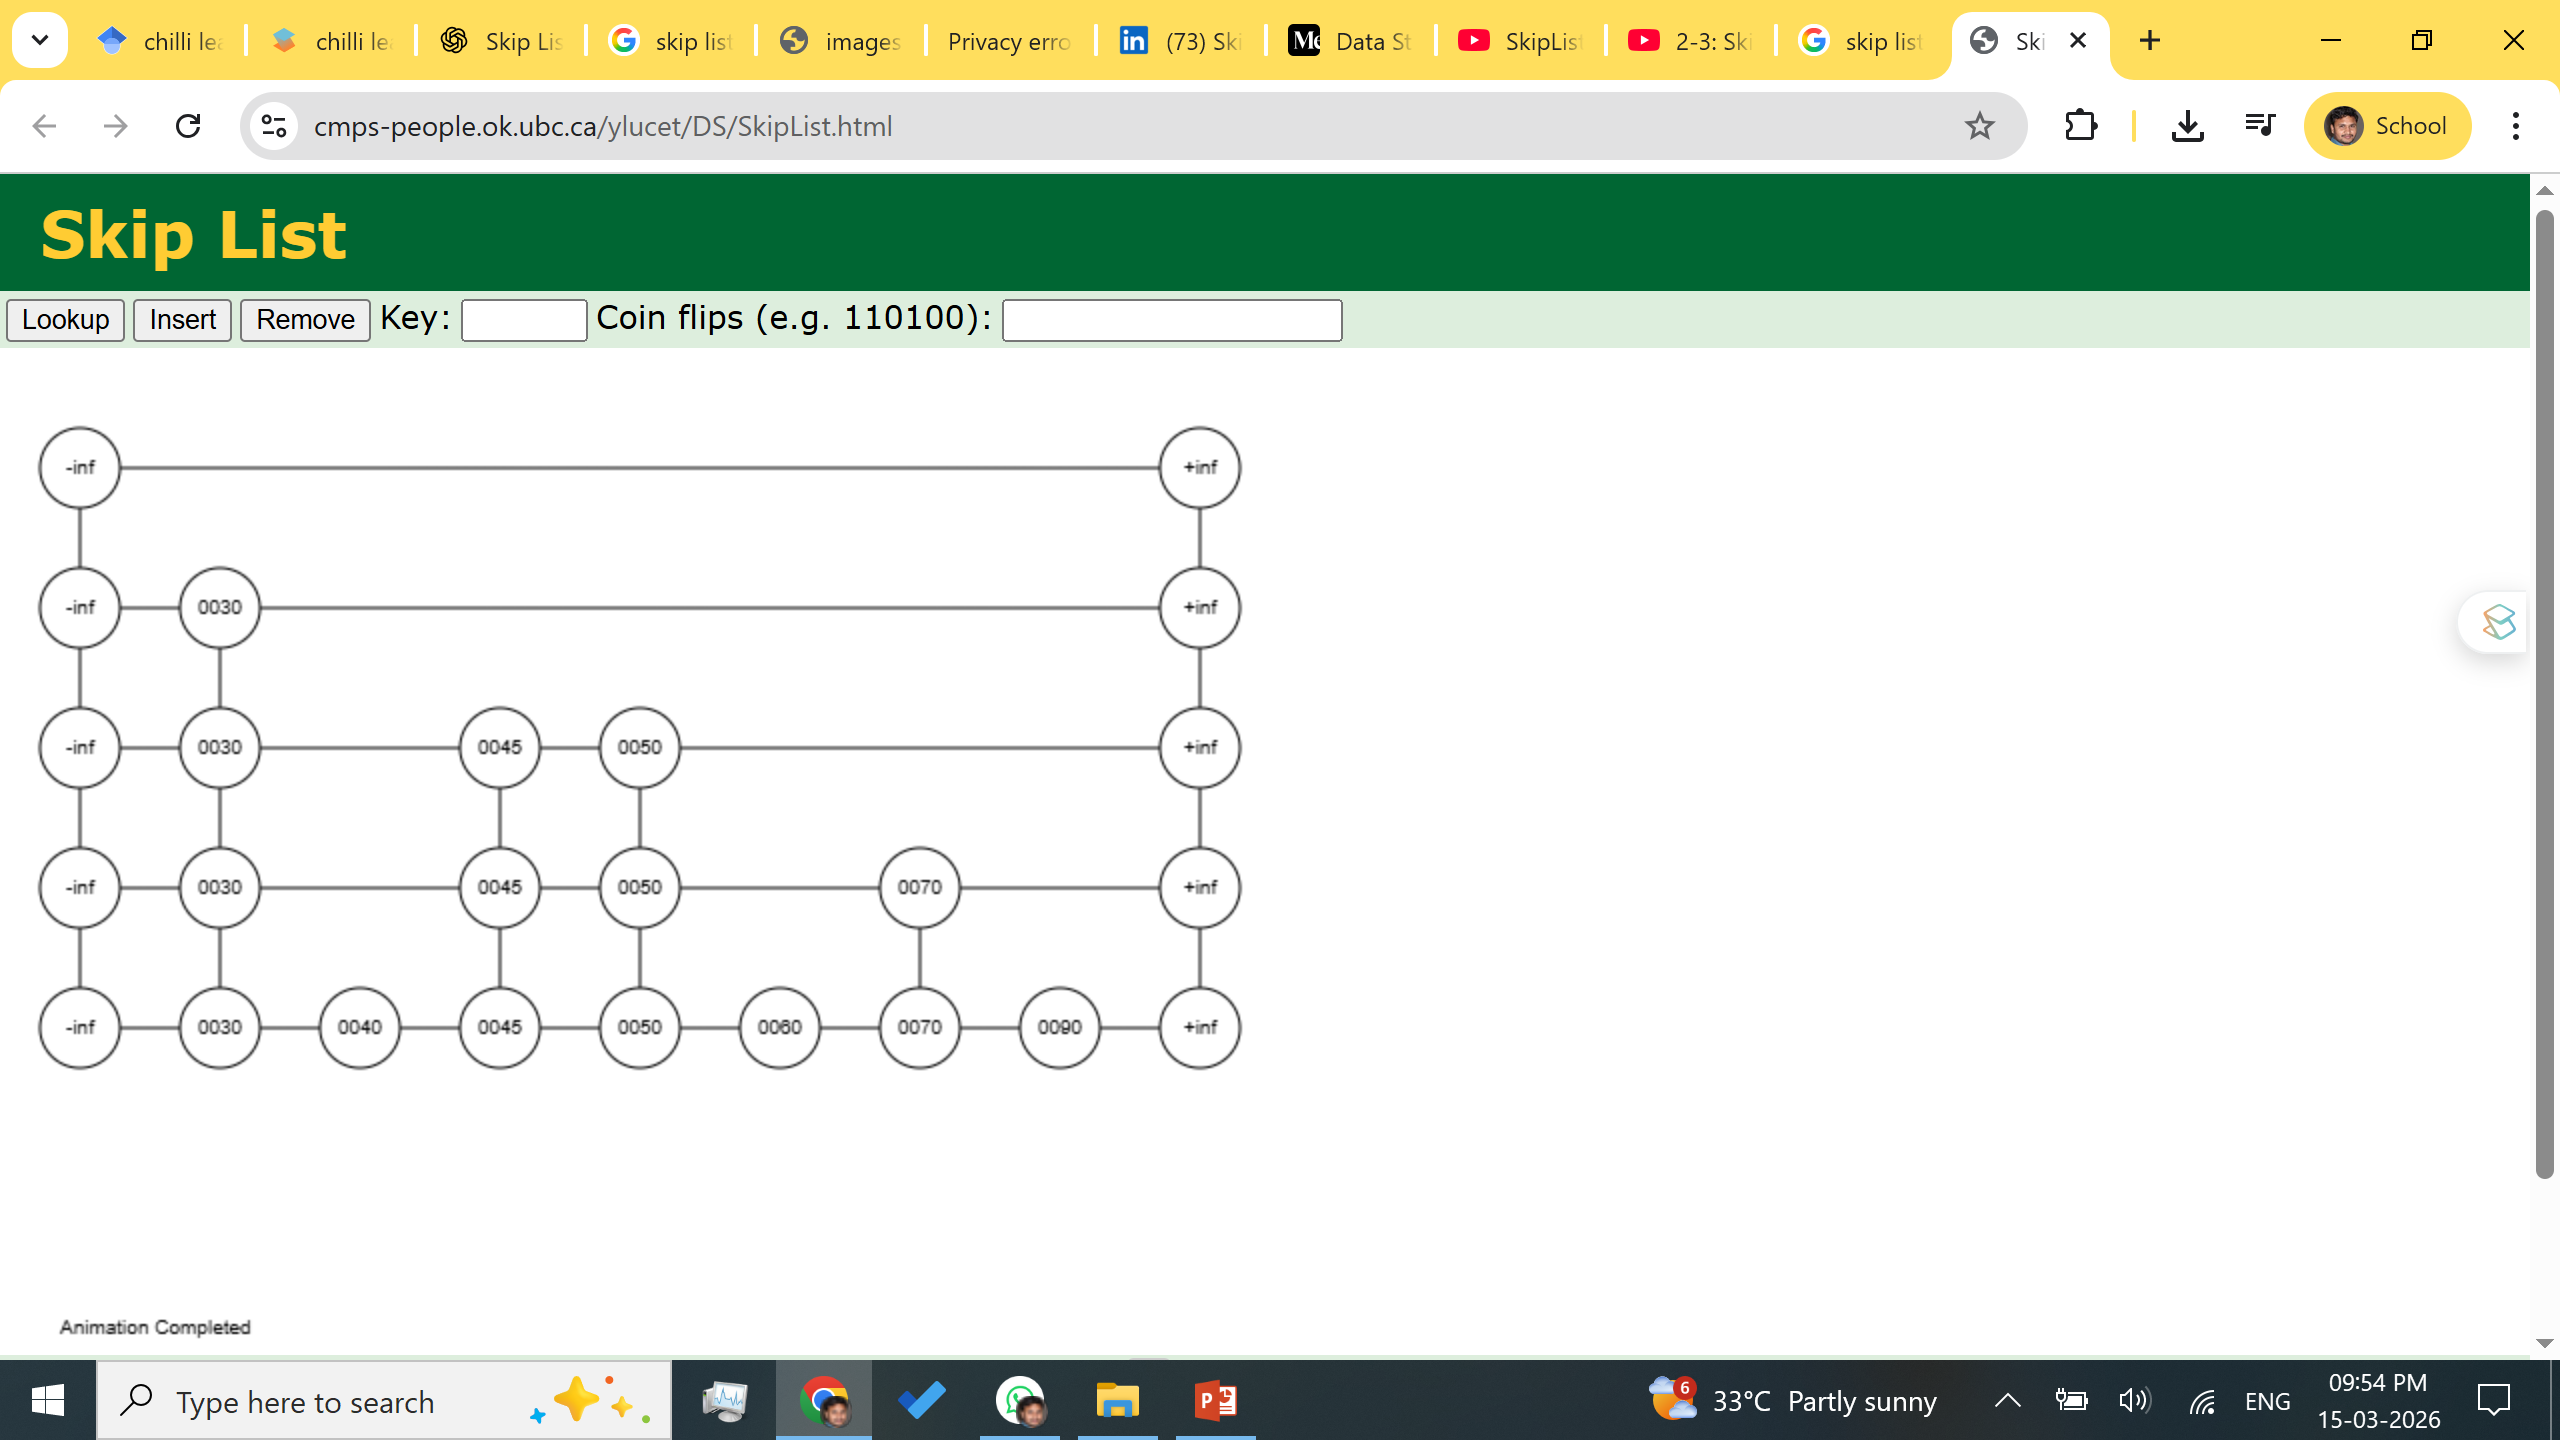 chilli lea chilli lea Skip Lis skip list images Privacy erro (73) Ski Data St SkipList 2-3: Ski skip list Ski
cmps-people.ok.ubc.ca/ylucet/DS/SkipList.html School
Skip List
Lookup Insert Remove Key: Coin flips (e.g. 110100):
-inf +inf
-inf 0030 +inf
-inf 0030 0045 0050 +inf
-inf 0030 0045 0050 0070 +inf
-inf 0030 0040 0045 0050 0060 0070 0090 +inf
Animation Completed
Type here to search 6 33°C Partly sunny ENG 09:54 PM
15-03-2026